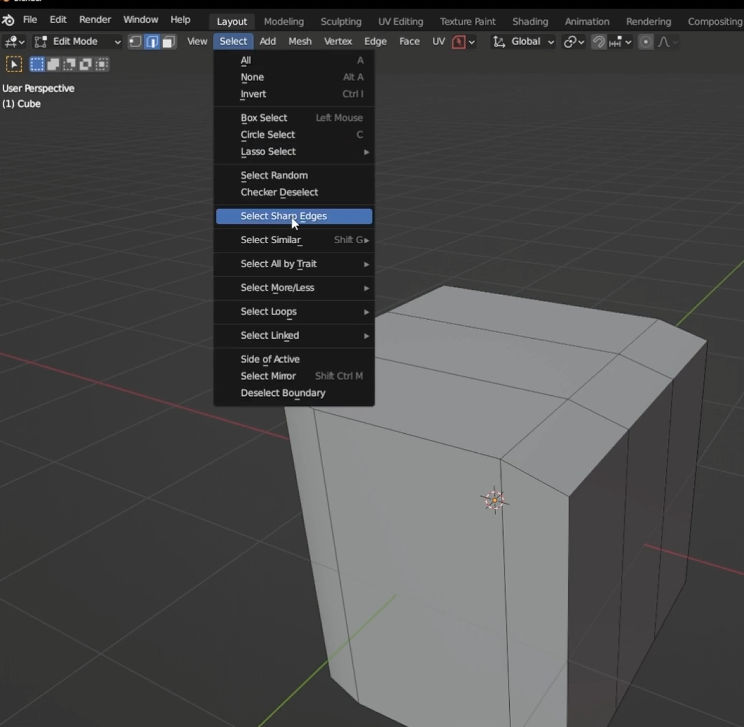 File Edit Render Window Help Layout Modeling Sculpting UV Editing Texture Paint Shading Animation Rendering Compositing
Edit Mode View Select Add Mesh Vertex Edge Face UV Global
User Perspective
(1) Cube
All A
None Alt A
Invert Ctrl I
Box Select Left Mouse
Circle Select C
Lasso Select
Select Random
Checker Deselect
Select Sharp Edges
Select Similar Shift G
Select All by Trait
Select More/Less
Select Loops
Select Linked
Side of Active
Select Mirror Shift Ctrl M
Deselect Boundary